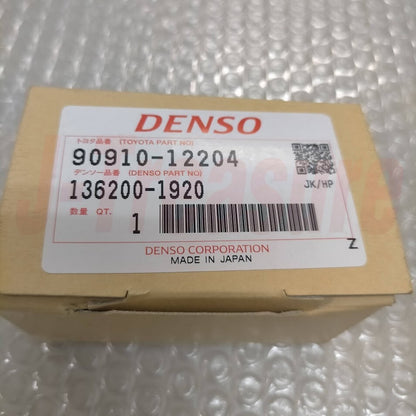 DENSO
トヨタ品番 (TOYOTA PART NO)
90910-12204
デンソー品番 (DENSO PART NO)
136200-1920
JK/HP
数量 QT. 1
Z
DENSO CORPORATION
MADE IN JAPAN